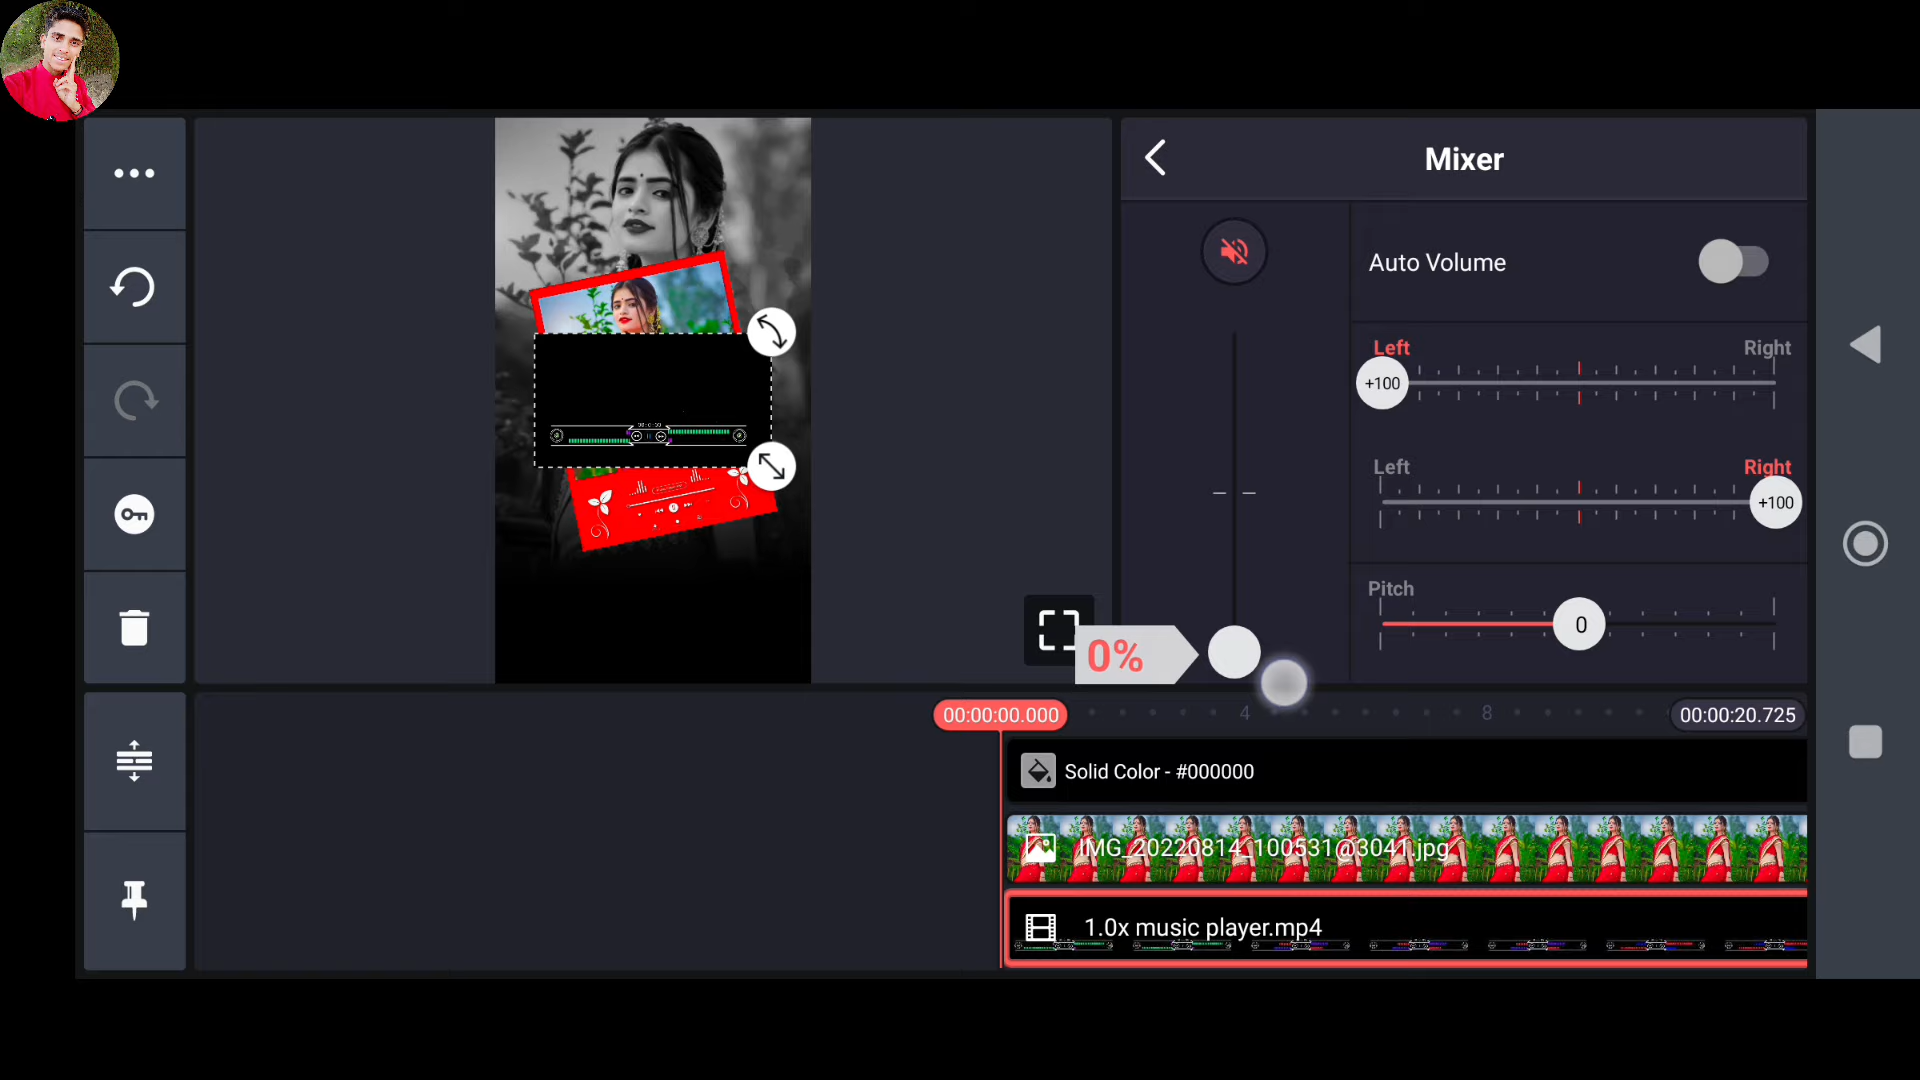 Mixer
Auto Volume
Left Right
+100
Left Right
+100
Pitch
0
0%
00:00:00.000
4
8
00:00:20.725
Solid Color - #000000
IMG_20220814_100531@3041.jpg
1.0x music player.mp4